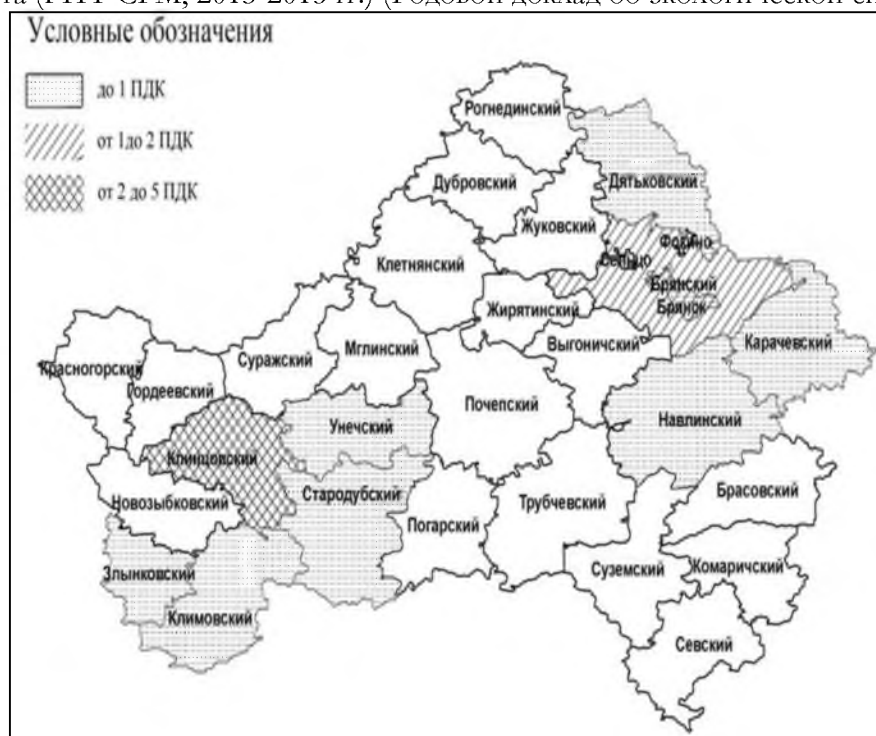 Условные обозначения
до 1 ПДК
от 1до 2 ПДК
от 2 до 5 ПДК
Рогнединский
Дятьковский
Дубровский
Жуковский
Фокино
Сельцо
Клетнянский
Брянский
Брянск
Жирятинский
Карачевский
Выгоничский
Мглинский
Суражский
Красногорский
Гордеевский
Почепский
Навлинский
Унечский
Клинцовский
Стародубский
Новозыбковский
Брасовский
Трубчевский
Погарский
Злынковский
Суземский
Комаричский
Климовский
Севский